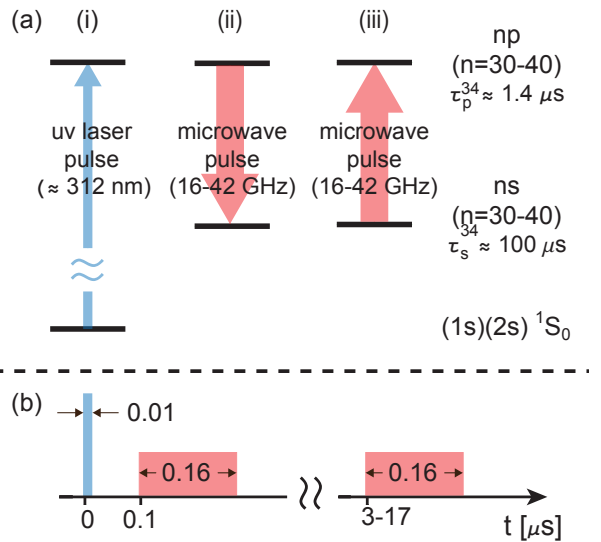 (a) (i) (ii) (iii)
np
(n=30-40)
τₚ³⁴ ≈ 1.4 μs
uv laser
pulse
(≈ 312 nm)
microwave
pulse
(16-42 GHz)
microwave
pulse
(16-42 GHz)
ns
(n=30-40)
τₛ³⁴ ≈ 100 μs
(1s)(2s) ¹S₀
(b)
0.01
0.16
0.16
0
0.1
3-17
t [μs]